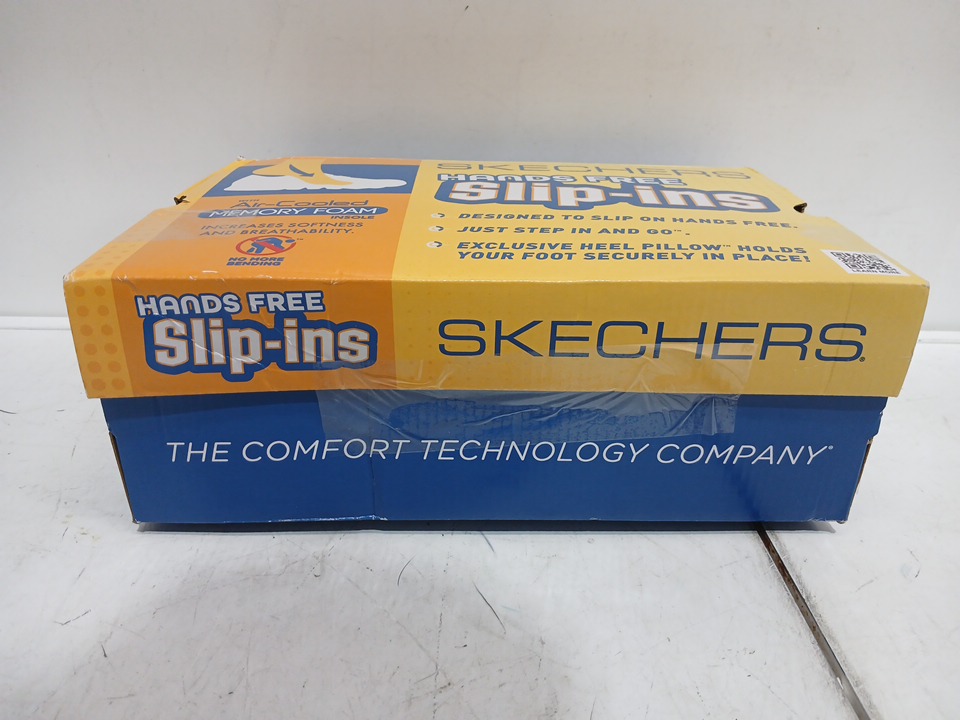 SKECHERS
HANDS FREE
Slip-ins
DESIGNED TO SLIP ON HANDS FREE.
JUST STEP IN AND GO™.
EXCLUSIVE HEEL PILLOW™ HOLDS
YOUR FOOT SECURELY IN PLACE!
LEARN MORE
Air-Cooled
MEMORY FOAM
INSOLE
INCREASES SOFTNESS
AND BREATHABILITY.
NO MORE
BENDING
HANDS FREE
Slip-ins
SKECHERS®
THE COMFORT TECHNOLOGY COMPANY®